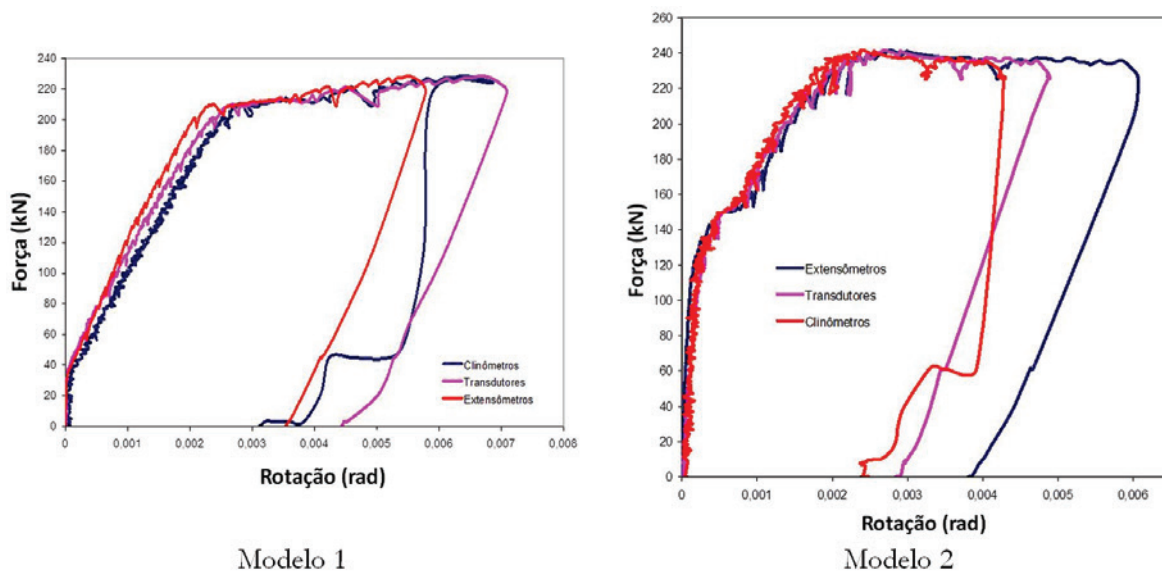 240
220
200
180
160
140
120
100
80
60
40
20
0
Força (kN)
Clinômetros
Transdutores
Extensômetros
0 0,001 0,002 0,003 0,004 0,005 0,006 0,007 0,008
Rotação (rad)
Modelo 1
260
240
220
200
180
160
140
120
100
80
60
40
20
0
Força (kN)
Extensômetros
Transdutores
Clinômetros
0 0,001 0,002 0,003 0,004 0,005 0,006
Rotação (rad)
Modelo 2